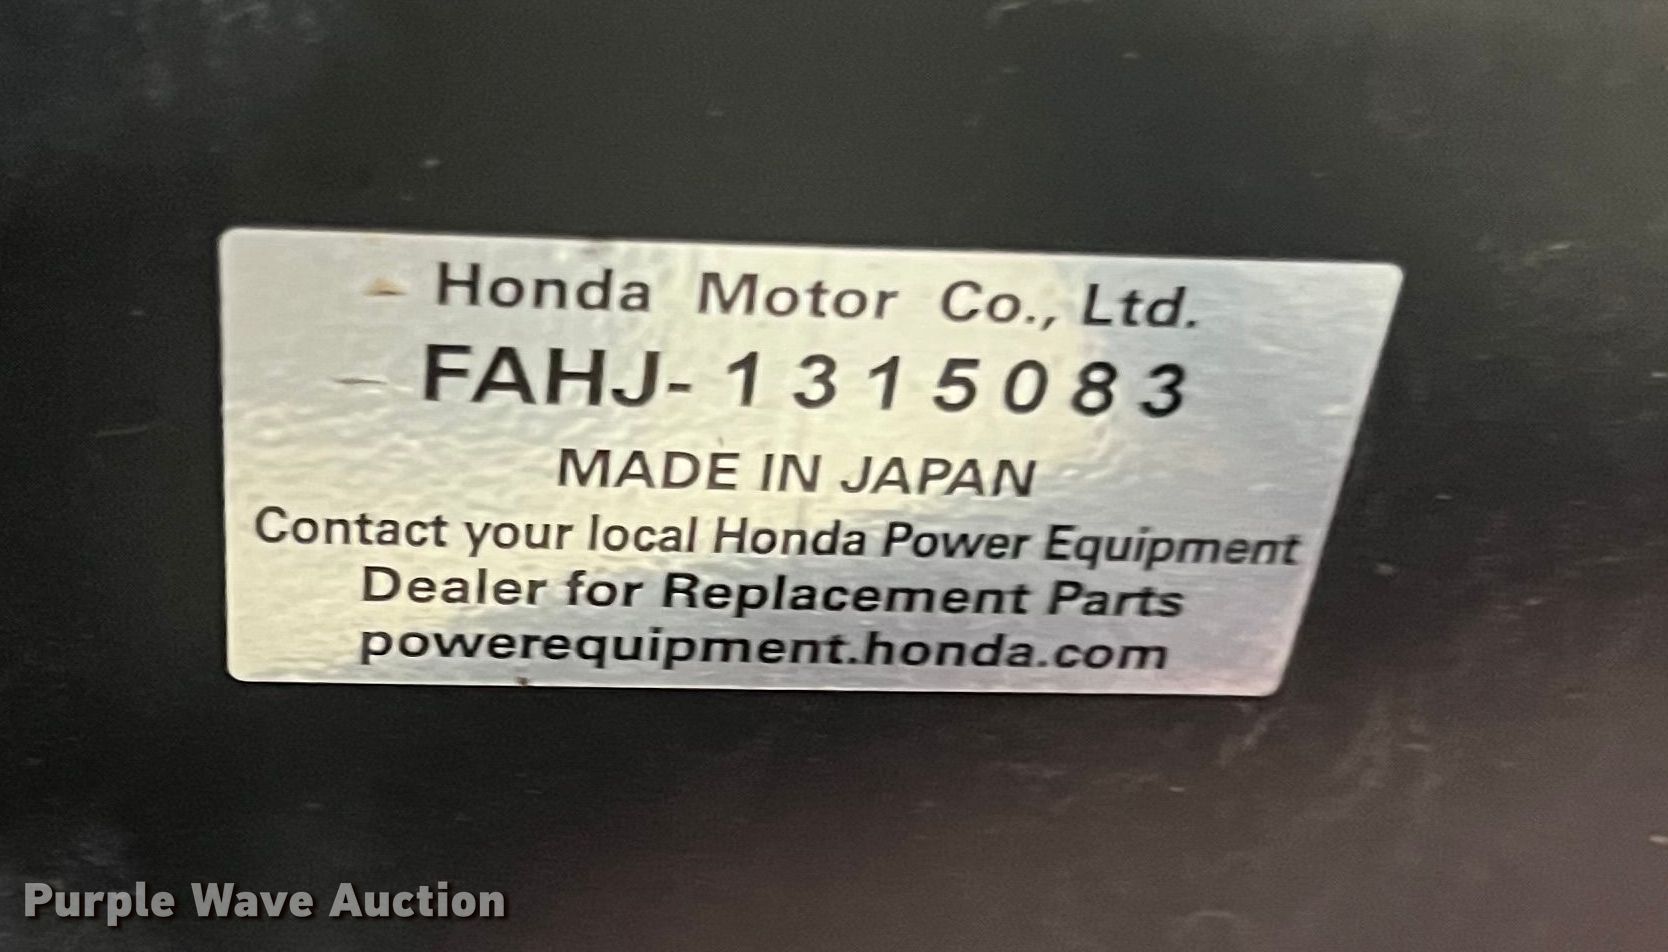 Honda Motor Co., Ltd.
FAHJ-1315083
MADE IN JAPAN
Contact your local Honda Power Equipment
Dealer for Replacement Parts
powerequipment.honda.com
Purple Wave Auction